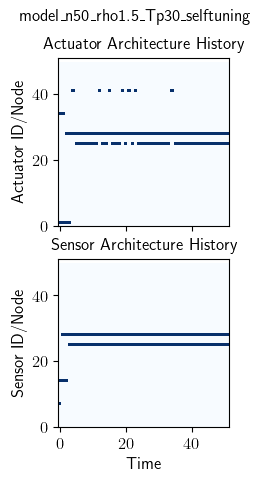 model_n50_rho1.5_Tp30_selftuning
Actuator Architecture History
Actuator ID/Node
40
20
0
Sensor Architecture History
Sensor ID/Node
40
20
0
0 20 40
Time